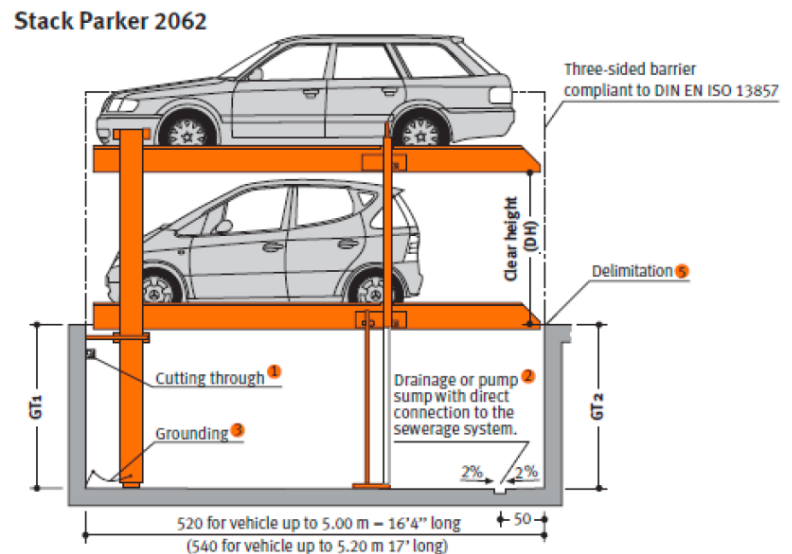 Stack Parker 2062
Three-sided barrier
compliant to DIN EN ISO 13857
Clear height
(DH)
Delimitation 5
GT1
Cutting through 1
Grounding 3
Drainage or pump 2
sump with direct
connection to the
sewerage system.
GT2
2% 2%
520 for vehicle up to 5.00 m – 16'4" long
50
(540 for vehicle up to 5.20 m 17' long)